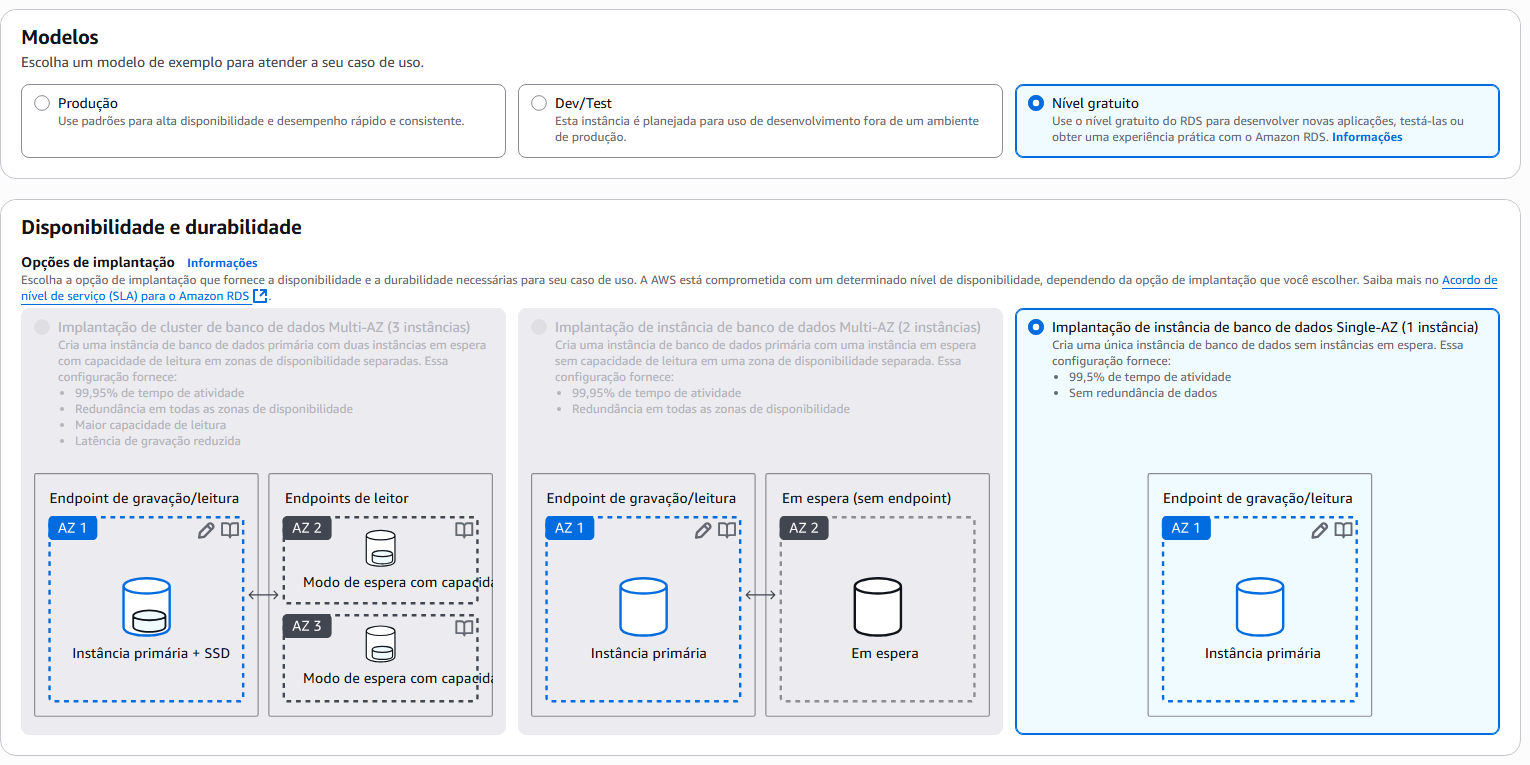 Modelos
Escolha um modelo de exemplo para atender a seu caso de uso.
Produção
Use padrões para alta disponibilidade e desempenho rápido e consistente.
Dev/Test
Esta instância é planejada para uso de desenvolvimento fora de um ambiente
de produção.
Nível gratuito
Use o nível gratuito do RDS para desenvolver novas aplicações, testá-las ou
obter uma experiência prática com o Amazon RDS. Informações
Disponibilidade e durabilidade
Opções de implantação Informações
Escolha a opção de implantação que fornece a disponibilidade e a durabilidade necessárias para seu caso de uso. A AWS está comprometida com um determinado nível de disponibilidade, dependendo da opção de implantação que você escolher. Saiba mais no Acordo de
nível de serviço (SLA) para o Amazon RDS.
Implantação de cluster de banco de dados Multi-AZ (3 instâncias)
Cria uma instância de banco de dados primária com duas instâncias em espera
com capacidade de leitura em zonas de disponibilidade separadas. Essa
configuração fornece:
• 99,95% de tempo de atividade
• Redundância em todas as zonas de disponibilidade
• Maior capacidade de leitura
• Latência de gravação reduzida
Endpoint de gravação/leitura
AZ 1
Instância primária + SSD
Endpoints de leitor
AZ 2
Modo de espera com capacida
AZ 3
Modo de espera com capacida
Implantação de instância de banco de dados Multi-AZ (2 instâncias)
Cria uma instância de banco de dados primária com uma instância em espera
sem capacidade de leitura em uma zona de disponibilidade separada. Essa
configuração fornece:
• 99,95% de tempo de atividade
• Redundância em todas as zonas de disponibilidade
Endpoint de gravação/leitura
AZ 1
Instância primária
Em espera (sem endpoint)
AZ 2
Em espera
Implantação de instância de banco de dados Single-AZ (1 instância)
Cria uma única instância de banco de dados sem instâncias em espera. Essa
configuração fornece:
• 99,5% de tempo de atividade
• Sem redundância de dados
Endpoint de gravação/leitura
AZ 1
Instância primária